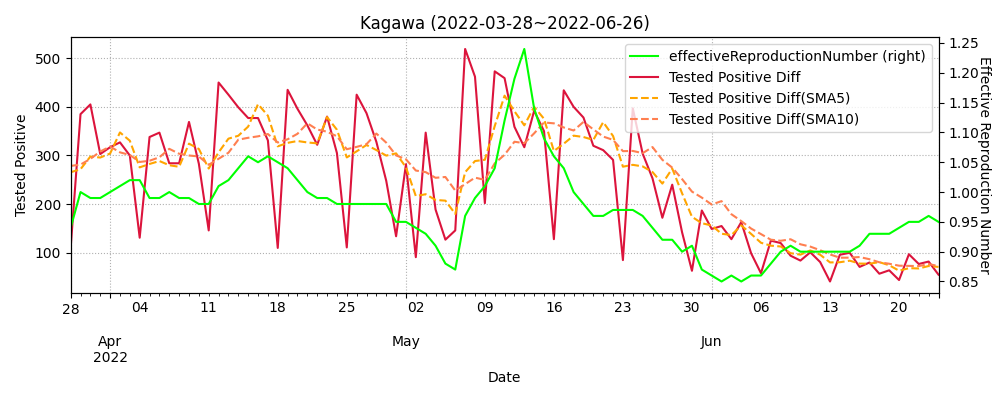 Kagawa (2022-03-28~2022-06-26)
effectiveReproductionNumber (right)
Tested Positive Diff
Tested Positive Diff(SMA5)
Tested Positive Diff(SMA10)
Tested Positive
500
400
300
200
100
1.25
1.20
1.15
1.10
1.05
1.00
0.95
0.90
0.85
Effective Reproduction Number
28 04 11 18 25 02 09 16 23 30 06 13 20
Apr May Jun
2022
Date